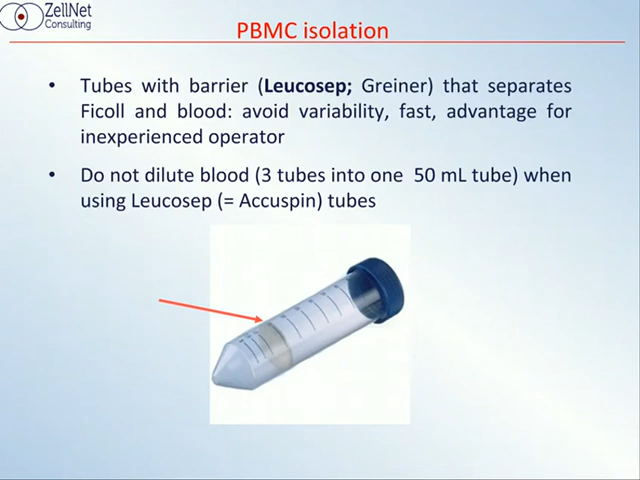 ZellNet
Consulting
PBMC isolation
• Tubes with barrier (Leucosep; Greiner) that separates
Ficoll and blood: avoid variability, fast, advantage for
inexperienced operator
• Do not dilute blood (3 tubes into one 50 mL tube) when
using Leucosep (= Accuspin) tubes